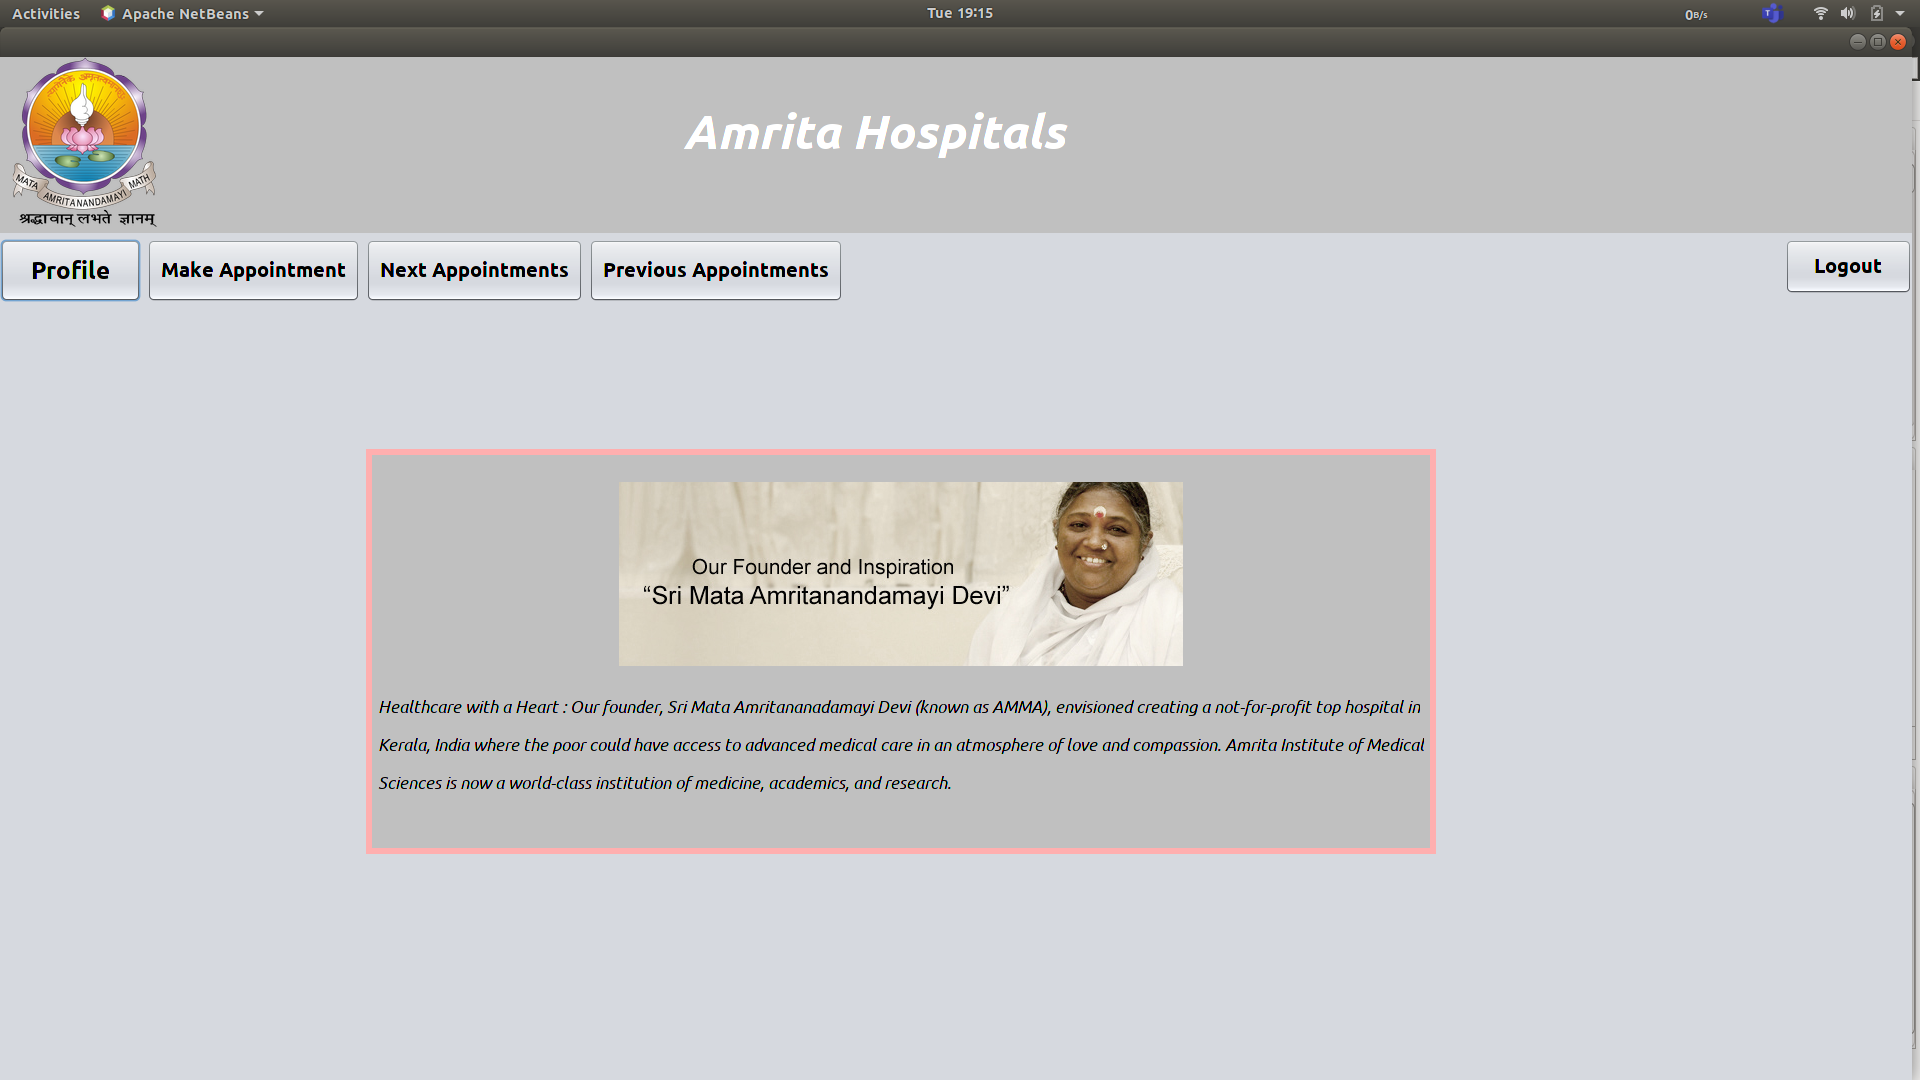 Activities Apache NetBeans Tue 19:15 0B/s
Amrita Hospitals
MATA AMRITANANDAMAYI MATH
श्रद्धावान् लभते ज्ञानम्
Profile Make Appointment Next Appointments Previous Appointments Logout
Our Founder and Inspiration
“Sri Mata Amritanandamayi Devi”
Healthcare with a Heart : Our founder, Sri Mata Amritananadamayi Devi (known as AMMA), envisioned creating a not-for-profit top hospital in
Kerala, India where the poor could have access to advanced medical care in an atmosphere of love and compassion. Amrita Institute of Medical
Sciences is now a world-class institution of medicine, academics, and research.